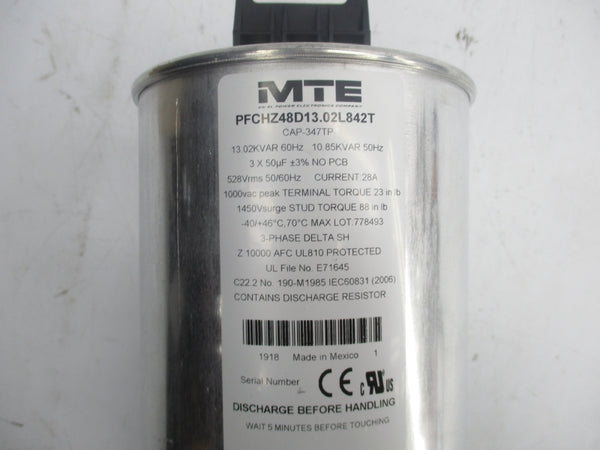 MTE
AN SL POWER ELECTRONICS COMPANY
PFCHZ48D13.02L842T
CAP-347TP
13.02KVAR 60Hz 10.85KVAR 50Hz
3 X 50µF ±3% NO PCB
528Vrms 50/60Hz CURRENT 28A
1000vac peak TERMINAL TORQUE 23 in lb
1450Vsurge STUD TORQUE 88 in lb
-40/+46°C,70°C MAX LOT:778493
3-PHASE DELTA SH
Z 10000 AFC UL810 PROTECTED
UL File No. E71645
C22.2 No. 190-M1985 IEC60831 (2006)
CONTAINS DISCHARGE RESISTOR
1918 Made in Mexico 1
Serial Number CE c RU US
DISCHARGE BEFORE HANDLING
WAIT 5 MINUTES BEFORE TOUCHING